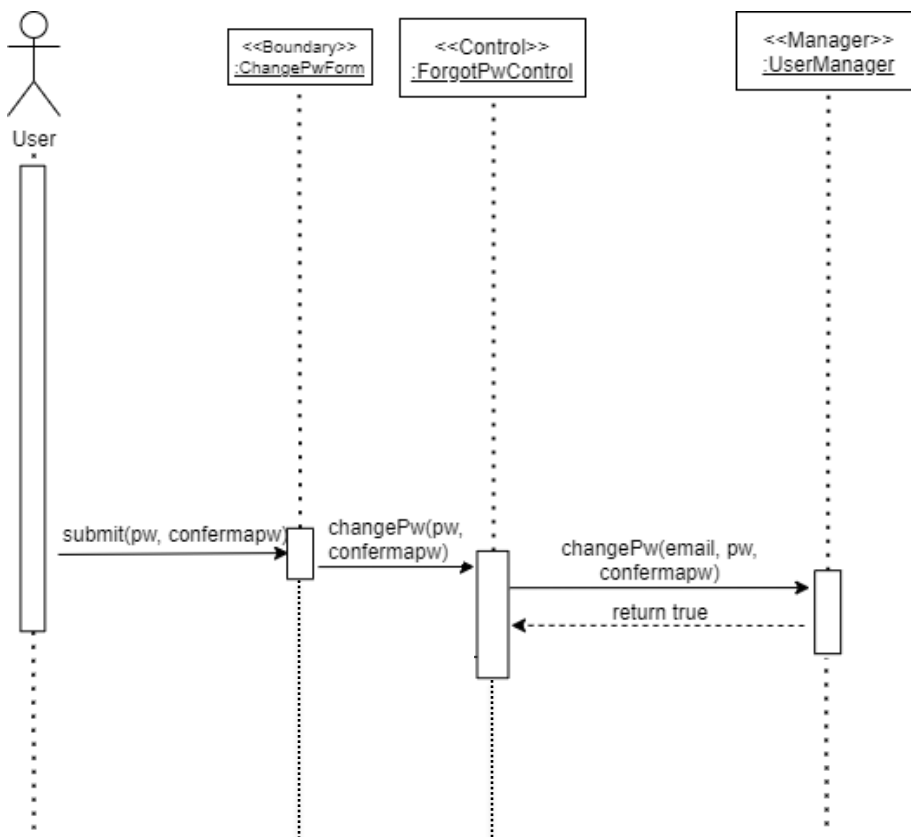 <<Boundary>>
:ChangePwForm
<<Control>>
:ForgotPwControl
<<Manager>>
:UserManager
User
submit(pw, confermapw)
changePw(pw,
confermapw)
changePw(email, pw,
confermapw)
return true